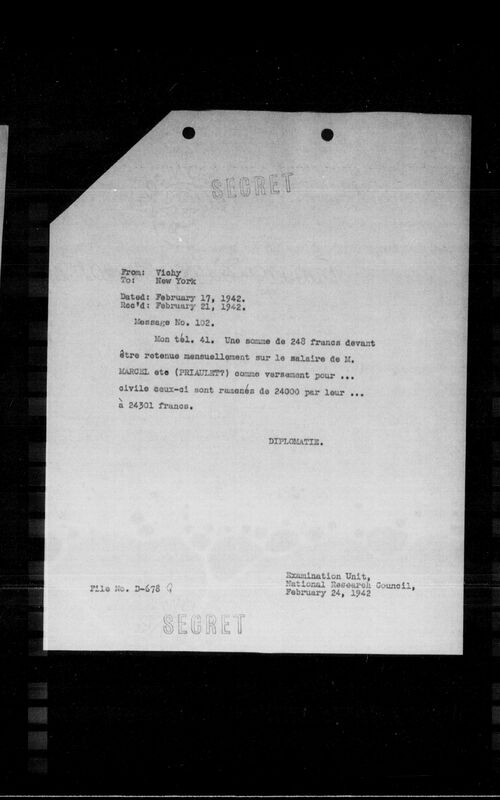 SECRET
From: Vichy
To: New York
Dated: February 17, 1942.
Rec'd: February 21, 1942.
Message No. 102.
Mon tél. 41. Une somme de 248 francs devant
être retenue mensuellement sur le salaire de M.
MARCEL etc (PRIAULET?) comme versement pour ...
civile ceux-ci sont ramenés de 24000 par leur ...
à 24301 francs.
DIPLOMATIE.
Examination Unit,
National Research Council,
February 24, 1942
File No. D-678
SECRET